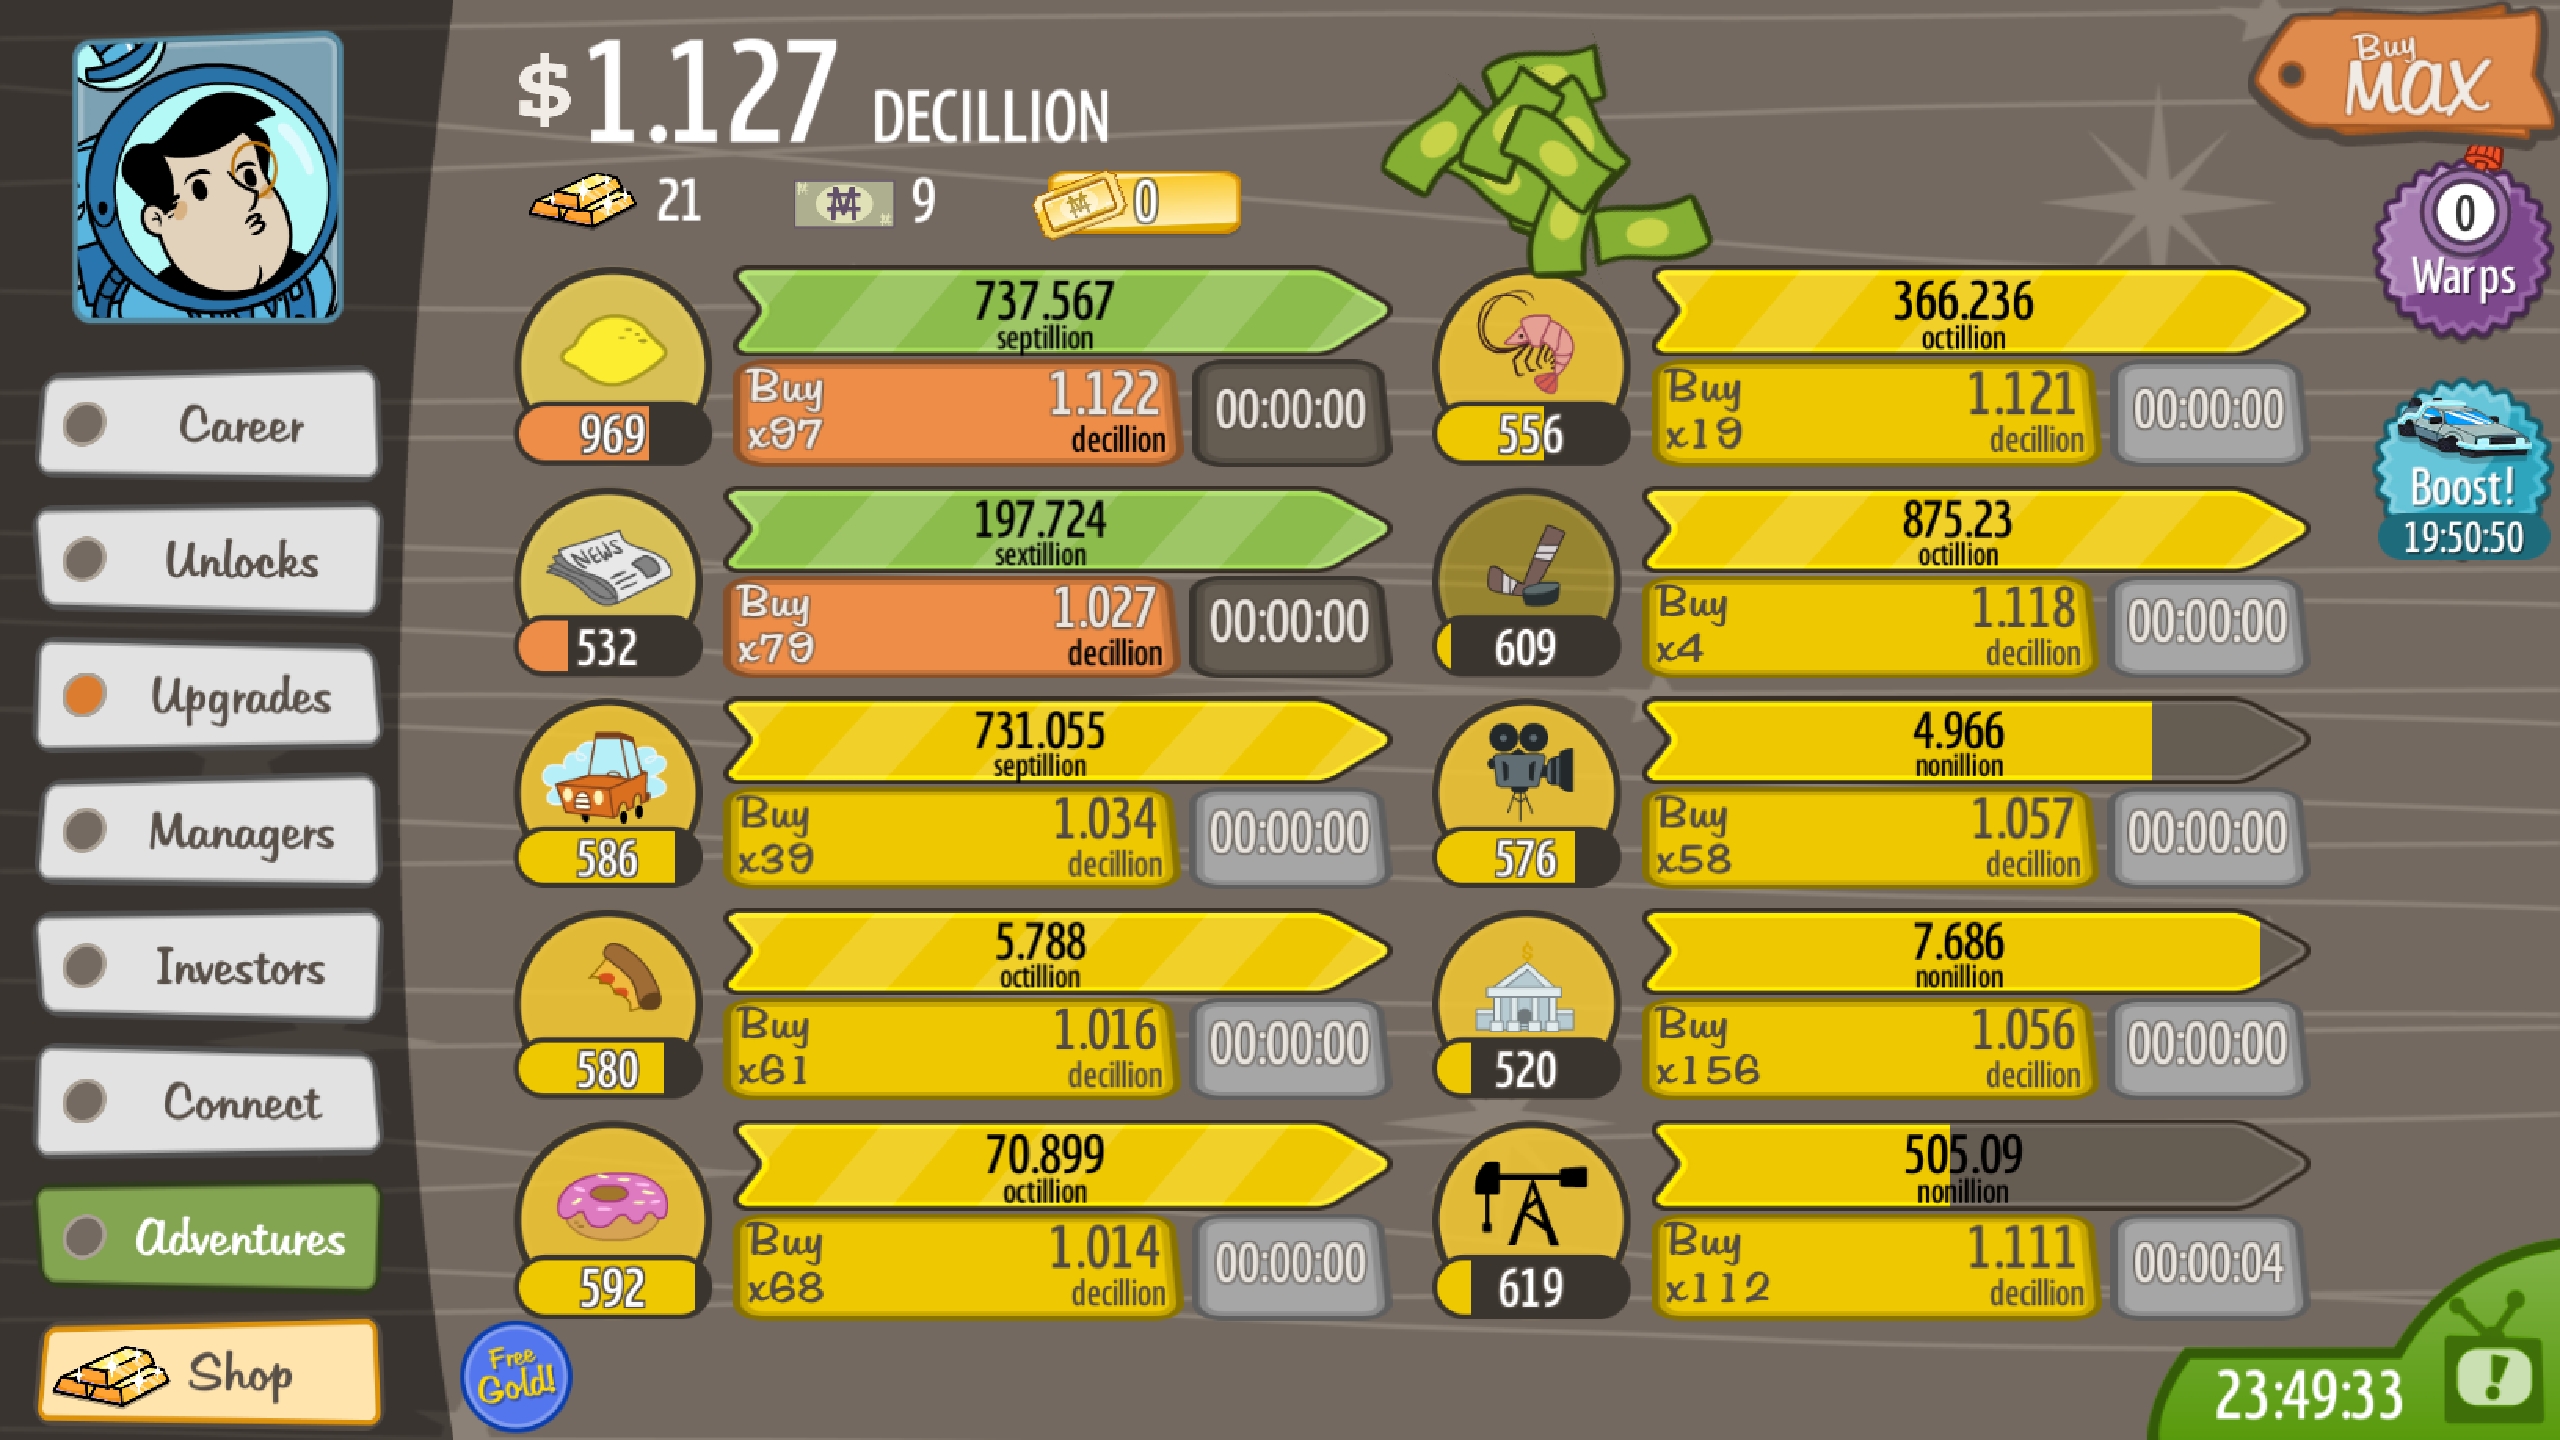 $1.127 DECILLION
21 9 0
Buy
MAX
0
Warps
Boost!
19:50:50
Career
Unlocks
Upgrades
Managers
Investors
Connect
Adventures
Shop
737.567
septillion
969
Buy
x97
1.122
decillion
00:00:00
NEWS
197.724
sextillion
532
Buy
x79
1.027
decillion
00:00:00
731.055
septillion
586
Buy
x39
1.034
decillion
00:00:00
5.788
octillion
580
Buy
x61
1.016
decillion
00:00:00
70.899
octillion
592
Buy
x68
1.014
decillion
00:00:00
366.236
octillion
556
Buy
x19
1.121
decillion
00:00:00
875.23
octillion
609
Buy
x4
1.118
decillion
00:00:00
4.966
nonillion
576
Buy
x58
1.057
decillion
00:00:00
7.686
nonillion
520
Buy
x156
1.056
decillion
00:00:00
505.09
nonillion
619
Buy
x112
1.111
decillion
00:00:04
Free
Gold!
23:49:33
!